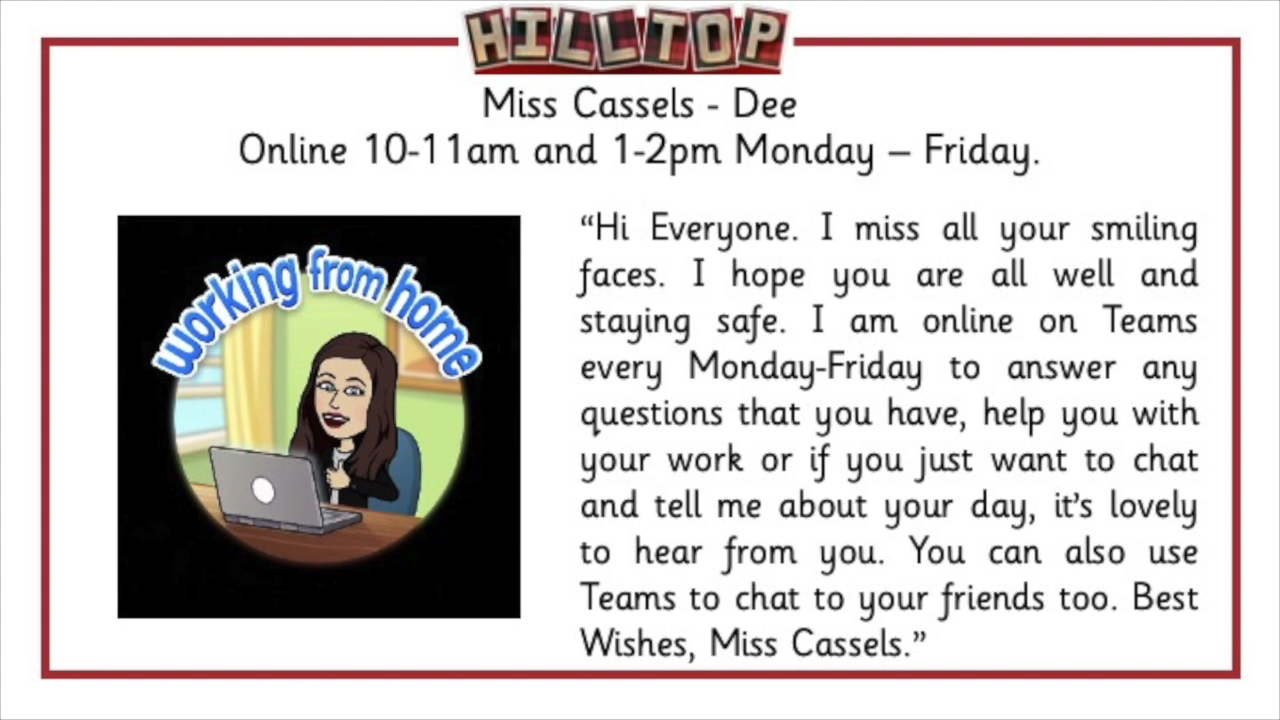 HILLTOP
Miss Cassels - Dee
Online 10-11am and 1-2pm Monday – Friday.
working from home
“Hi Everyone. I miss all your smiling
faces. I hope you are all well and
staying safe. I am online on Teams
every Monday-Friday to answer any
questions that you have, help you with
your work or if you just want to chat
and tell me about your day, it’s lovely
to hear from you. You can also use
Teams to chat to your friends too. Best
Wishes, Miss Cassels.”